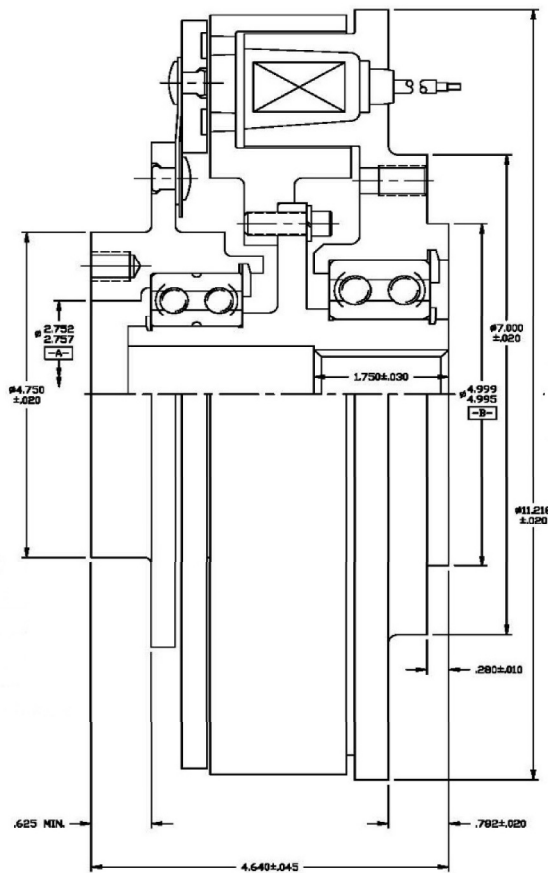 ø 2.752
2.757
-A-
ø4.750
±.020
1.750±.030
ø 4.999
4.995
-B-
ø7.000
±.020
ø11.218
±.020
.280±.010
.625 MIN.
.782±.020
4.640±.045